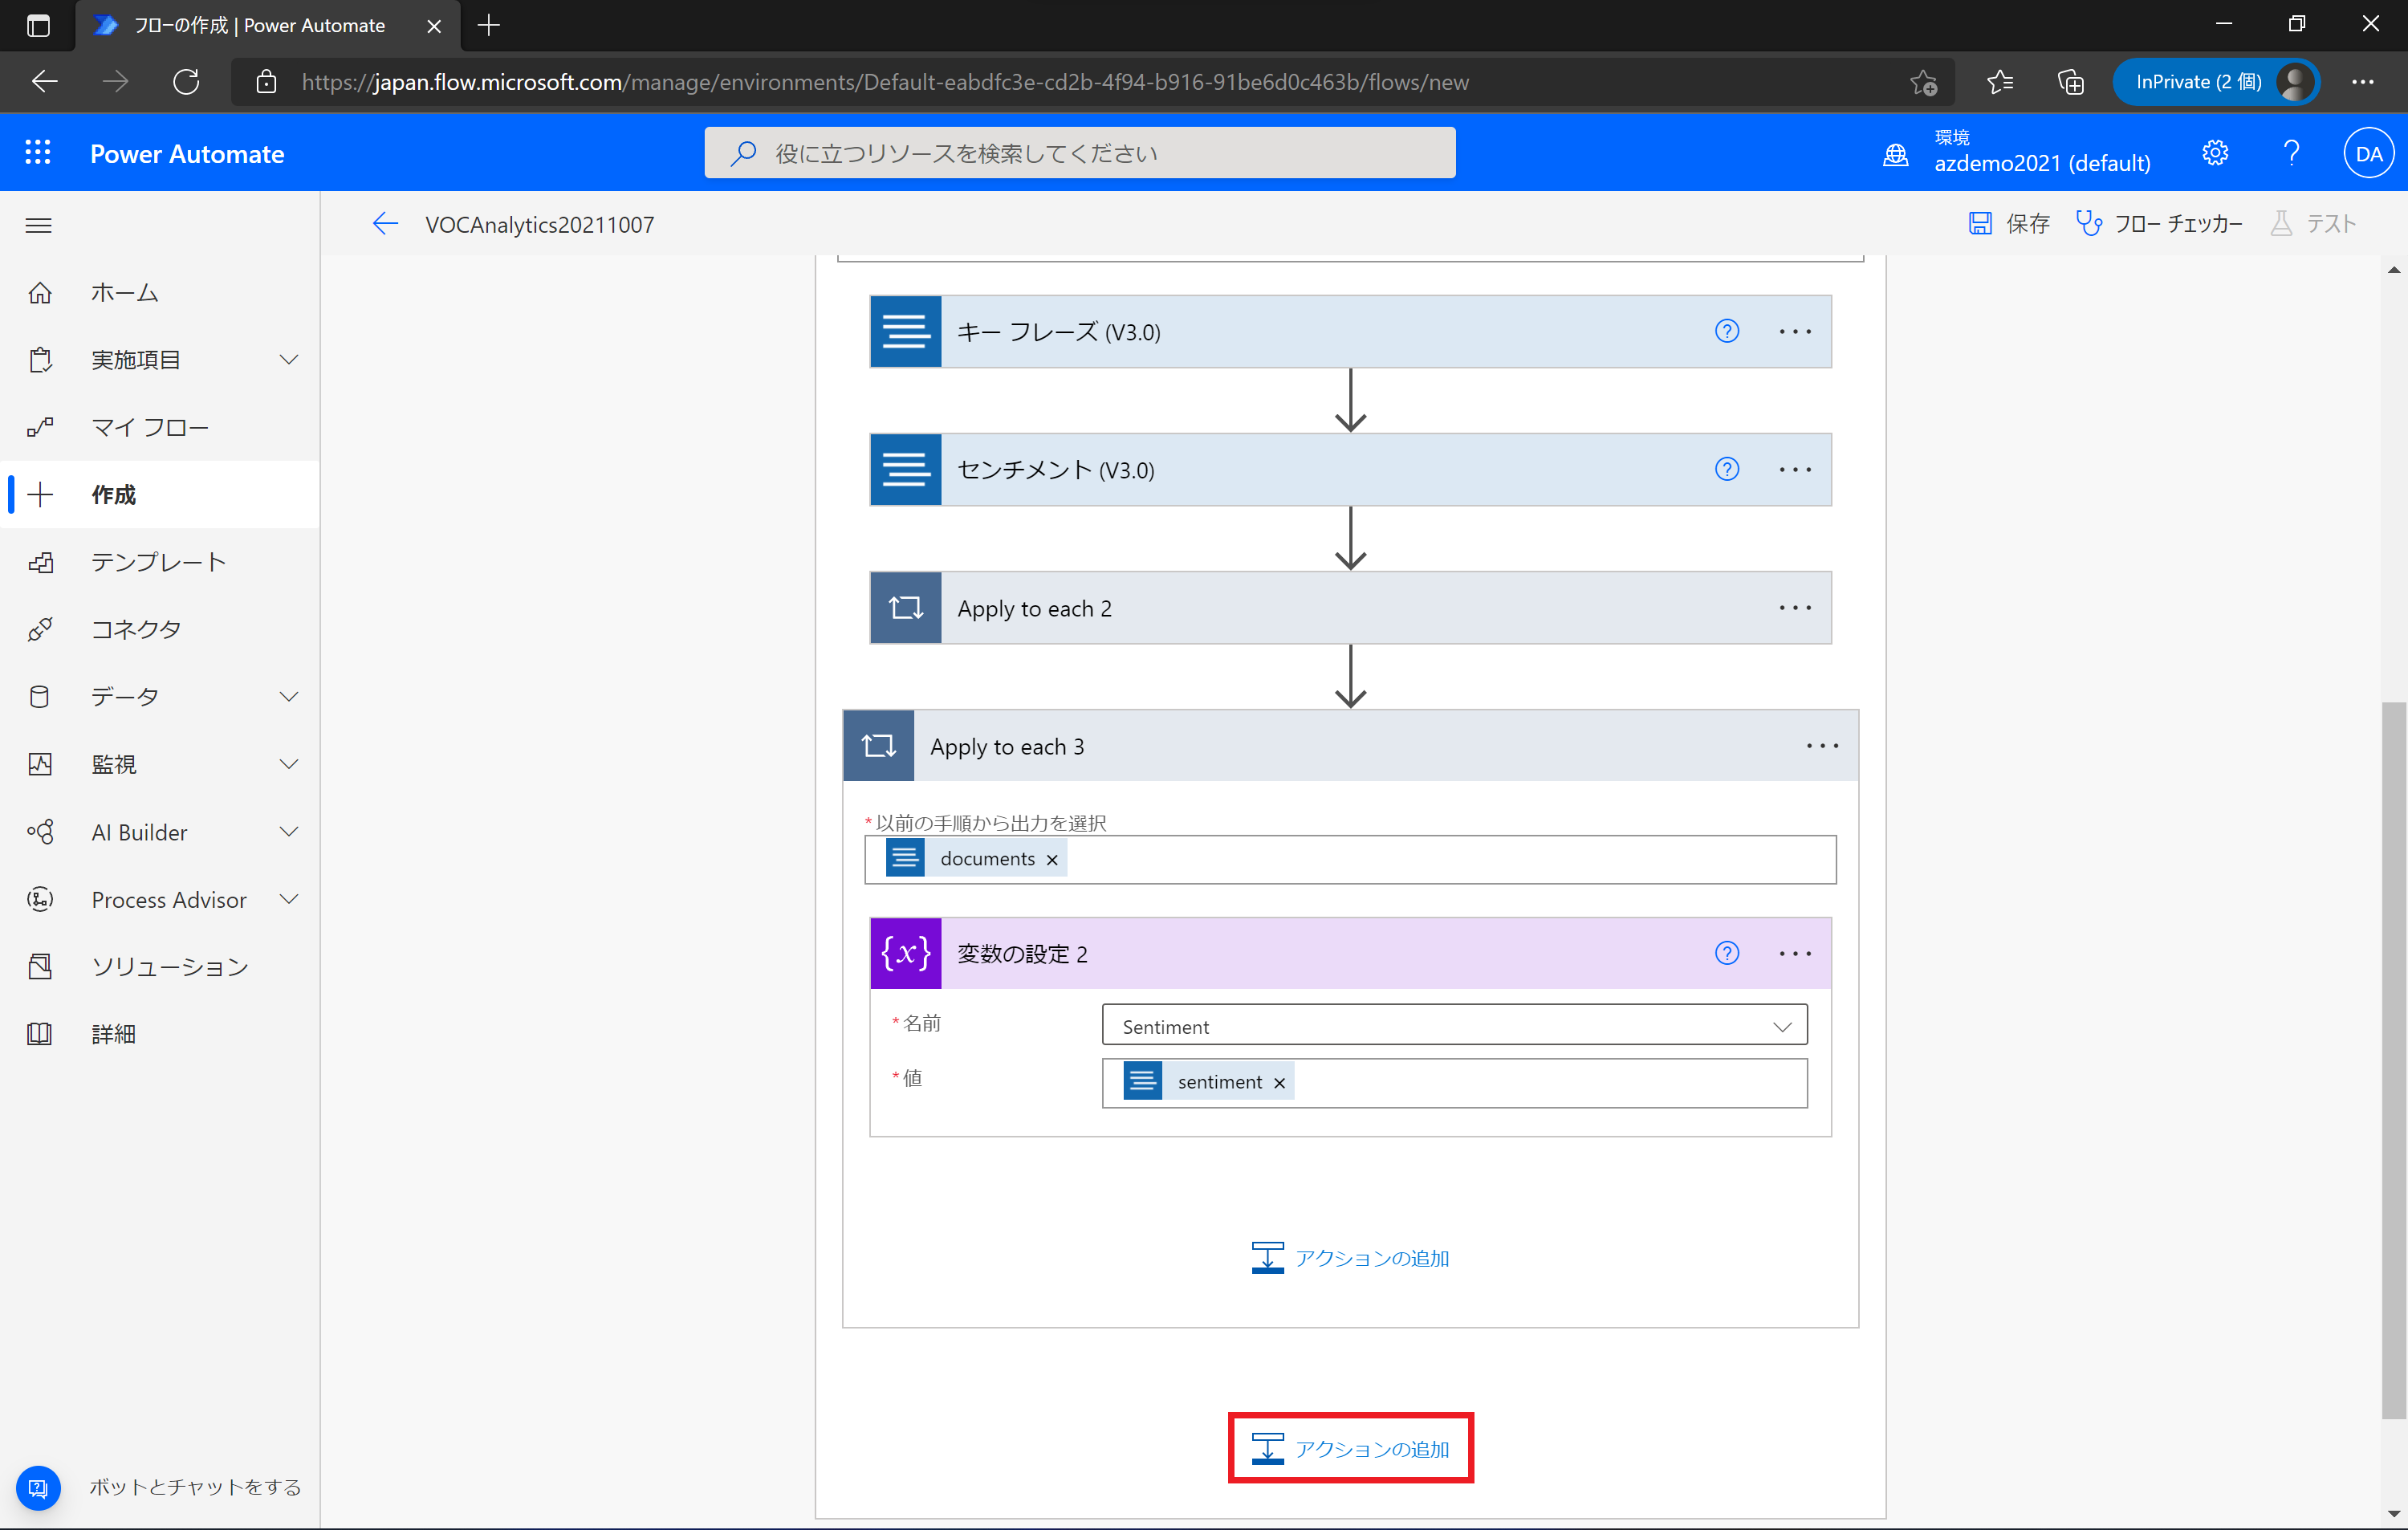 フローの作成 | Power Automate
https://japan.flow.microsoft.com/manage/environments/Default-eabdfc3e-cd2b-4f94-b916-91be6d0c463b/flows/new
InPrivate (2 個)
Power Automate
役に立つリソースを検索してください
環境
azdemo2021 (default)
DA
VOCAnalytics20211007
保存
フロー チェッカー
テスト
ホーム
実施項目
マイ フロー
作成
テンプレート
コネクタ
データ
監視
AI Builder
Process Advisor
ソリューション
詳細
ボットとチャットをする
キー フレーズ (V3.0)
センチメント (V3.0)
Apply to each 2
Apply to each 3
*以前の手順から出力を選択
documents ×
{x} 変数の設定 2
*名前
Sentiment
*値
sentiment ×
アクションの追加
アクションの追加